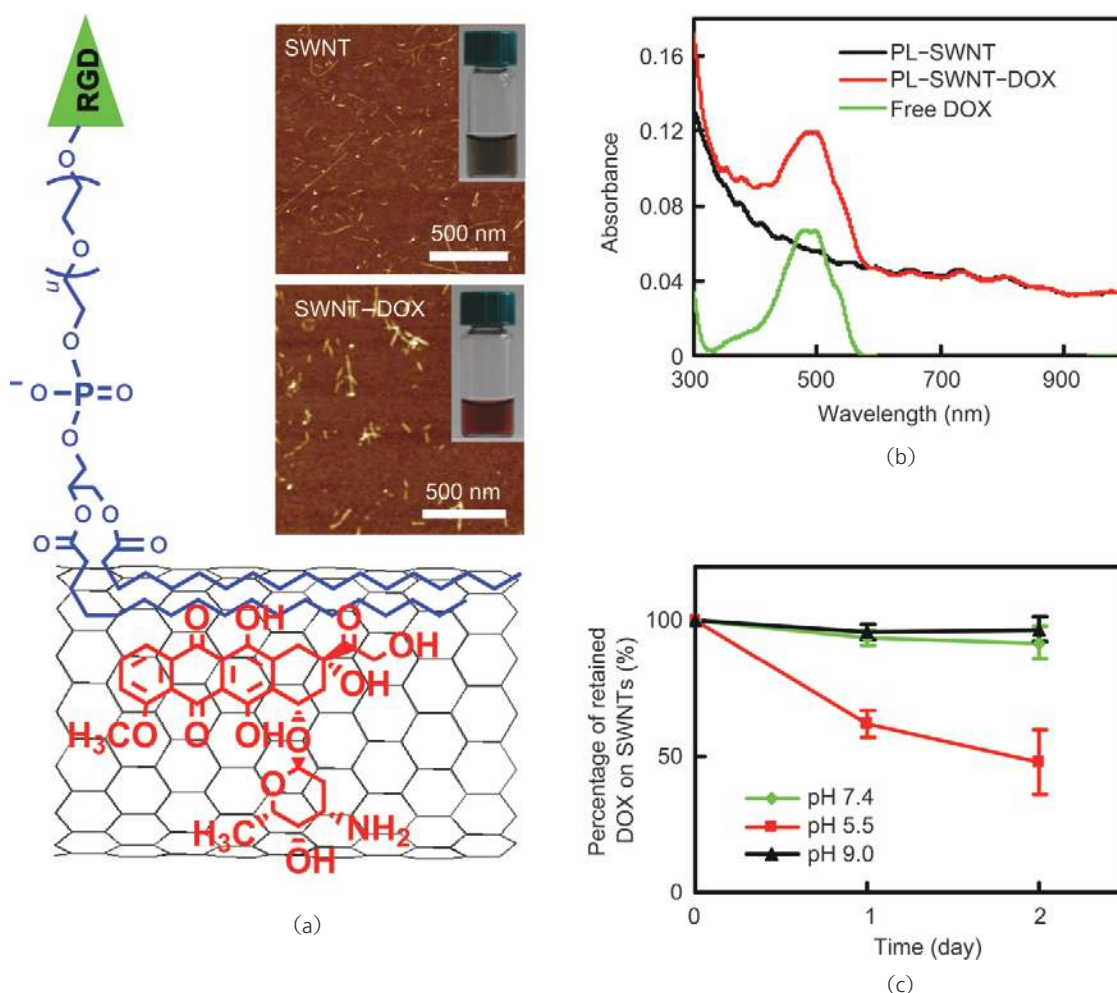 RGD
O
n
O
O
⁻O
P
O
O
O
O
O
O
O
OH
O
OH
OH
H₃CO
O
OH
O
O
H₃C
NH₂
OH
(a)
SWNT
500 nm
SWNT–DOX
500 nm
PL–SWNT
PL–SWNT–DOX
Free DOX
0.16
0.12
0.08
0.04
0
Absorbance
300
500
700
900
Wavelength (nm)
(b)
100
50
0
Percentage of retained
DOX on SWNTs (%)
pH 7.4
pH 5.5
pH 9.0
0
1
2
Time (day)
(c)